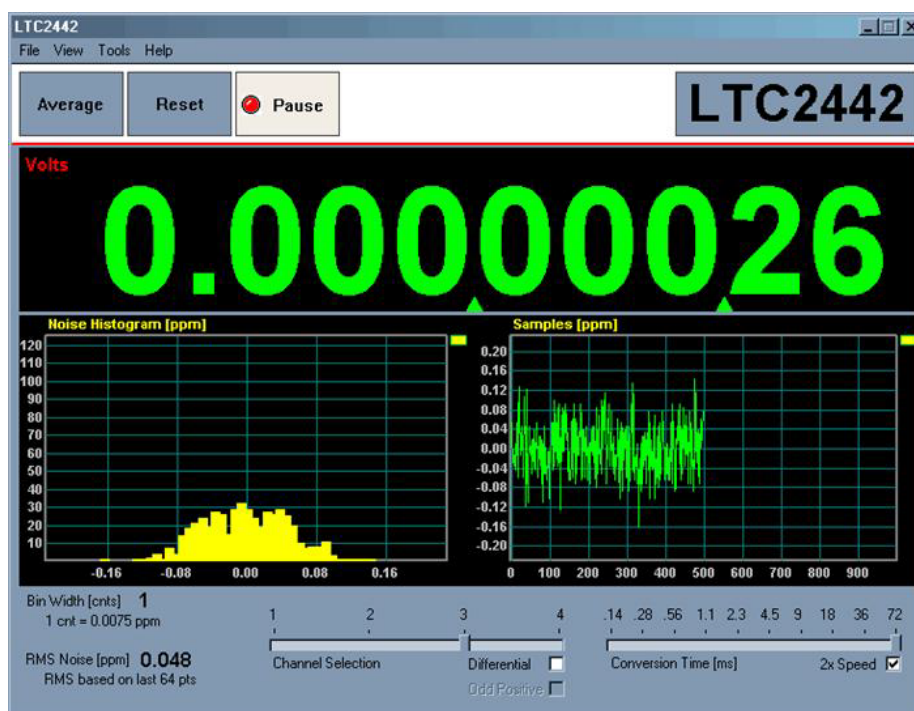 LTC2442
File View Tools Help
Average Reset Pause LTC2442
Volts
0.00000026
Noise Histogram [ppm]
120
110
100
90
80
70
60
50
40
30
20
10
-0.16 -0.08 0.00 0.08 0.16
Samples [ppm]
0.20
0.16
0.12
0.08
0.04
0.00
-0.04
-0.08
-0.12
-0.16
-0.20
0 100 200 300 400 500 600 700 800 900
Bin Width [cnts] 1
1 cnt = 0.0075 ppm
RMS Noise [ppm] 0.048
RMS based on last 64 pts
1 2 3 4
Channel Selection Differential
Odd Positive
.14 .28 .56 1.1 2.3 4.5 9 18 36 72
Conversion Time [ms] 2x Speed